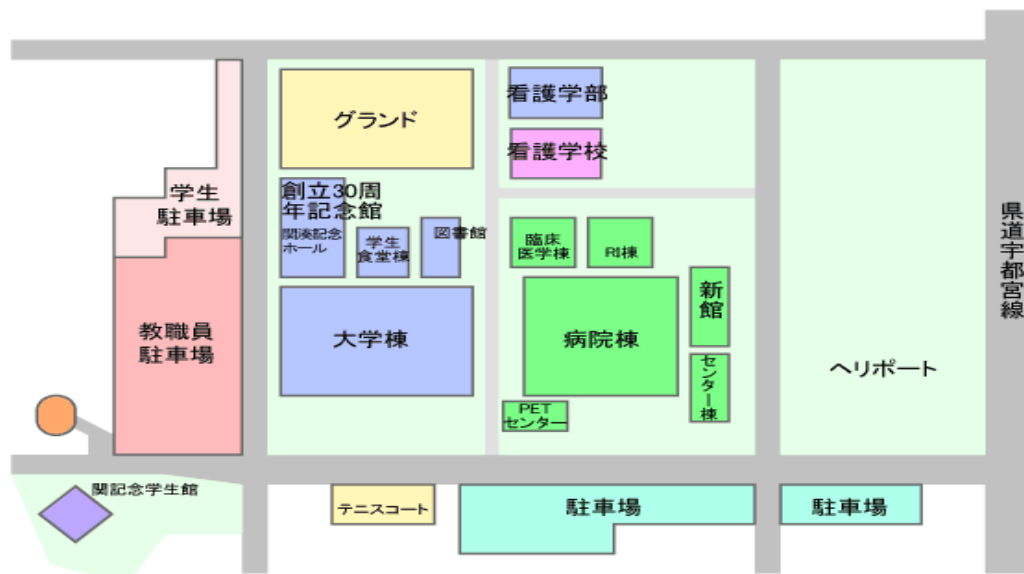 グランド
看護学部
看護学校
学生
駐車場
創立30周
年記念館
関湊記念
ホール
学生
食堂棟
図書館
臨床
医学棟
RI棟
新
館
県道宇都宮線
教職員
駐車場
大学棟
病院棟
センター棟
ヘリポート
PET
センター
関記念学生館
テニスコート
駐車場
駐車場